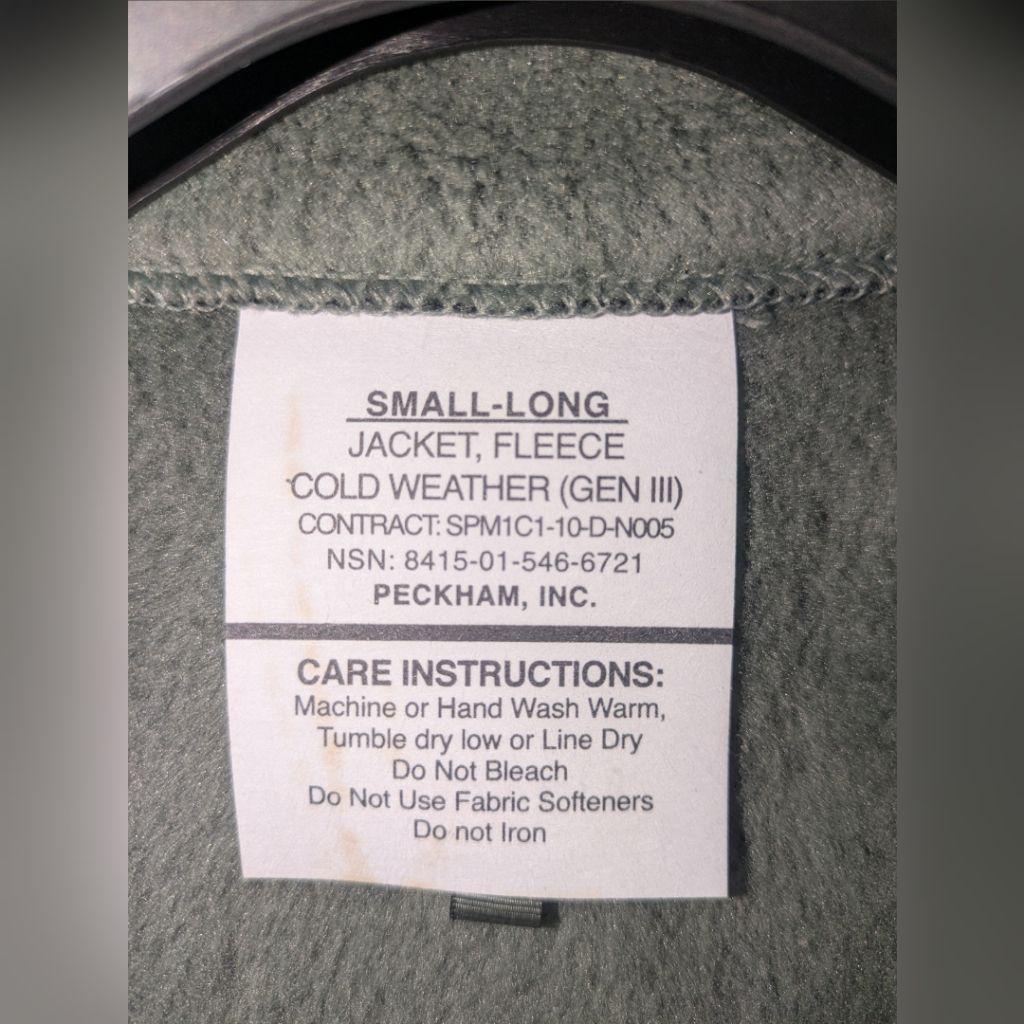 SMALL-LONG
JACKET, FLEECE
COLD WEATHER (GEN III)
CONTRACT: SPM1C1-10-D-N005
NSN: 8415-01-546-6721
PECKHAM, INC.
CARE INSTRUCTIONS:
Machine or Hand Wash Warm,
Tumble dry low or Line Dry
Do Not Bleach
Do Not Use Fabric Softeners
Do not Iron